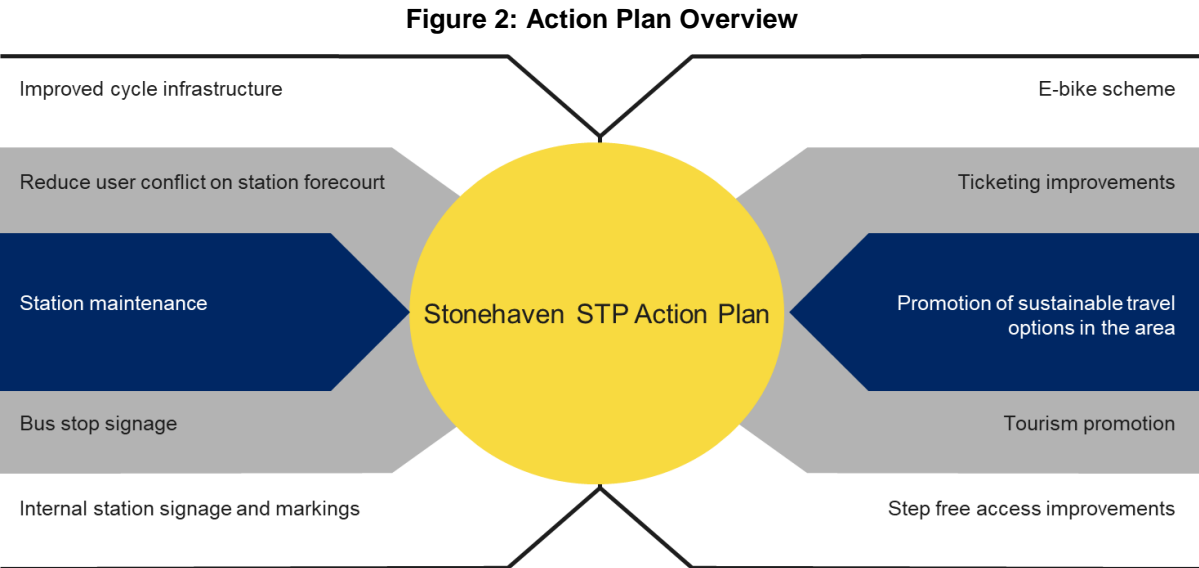 Figure 2: Action Plan Overview
Improved cycle infrastructure
E-bike scheme
Reduce user conflict on station forecourt
Ticketing improvements
Station maintenance
Stonehaven STP Action Plan
Promotion of sustainable travel
options in the area
Bus stop signage
Tourism promotion
Internal station signage and markings
Step free access improvements